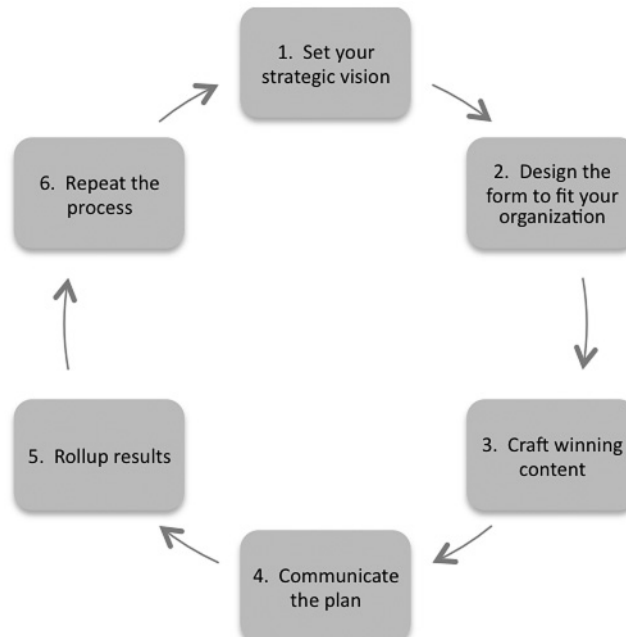 1. Set your
strategic vision
2. Design the
form to fit your
organization
3. Craft winning
content
4. Communicate
the plan
5. Rollup results
6. Repeat the
process